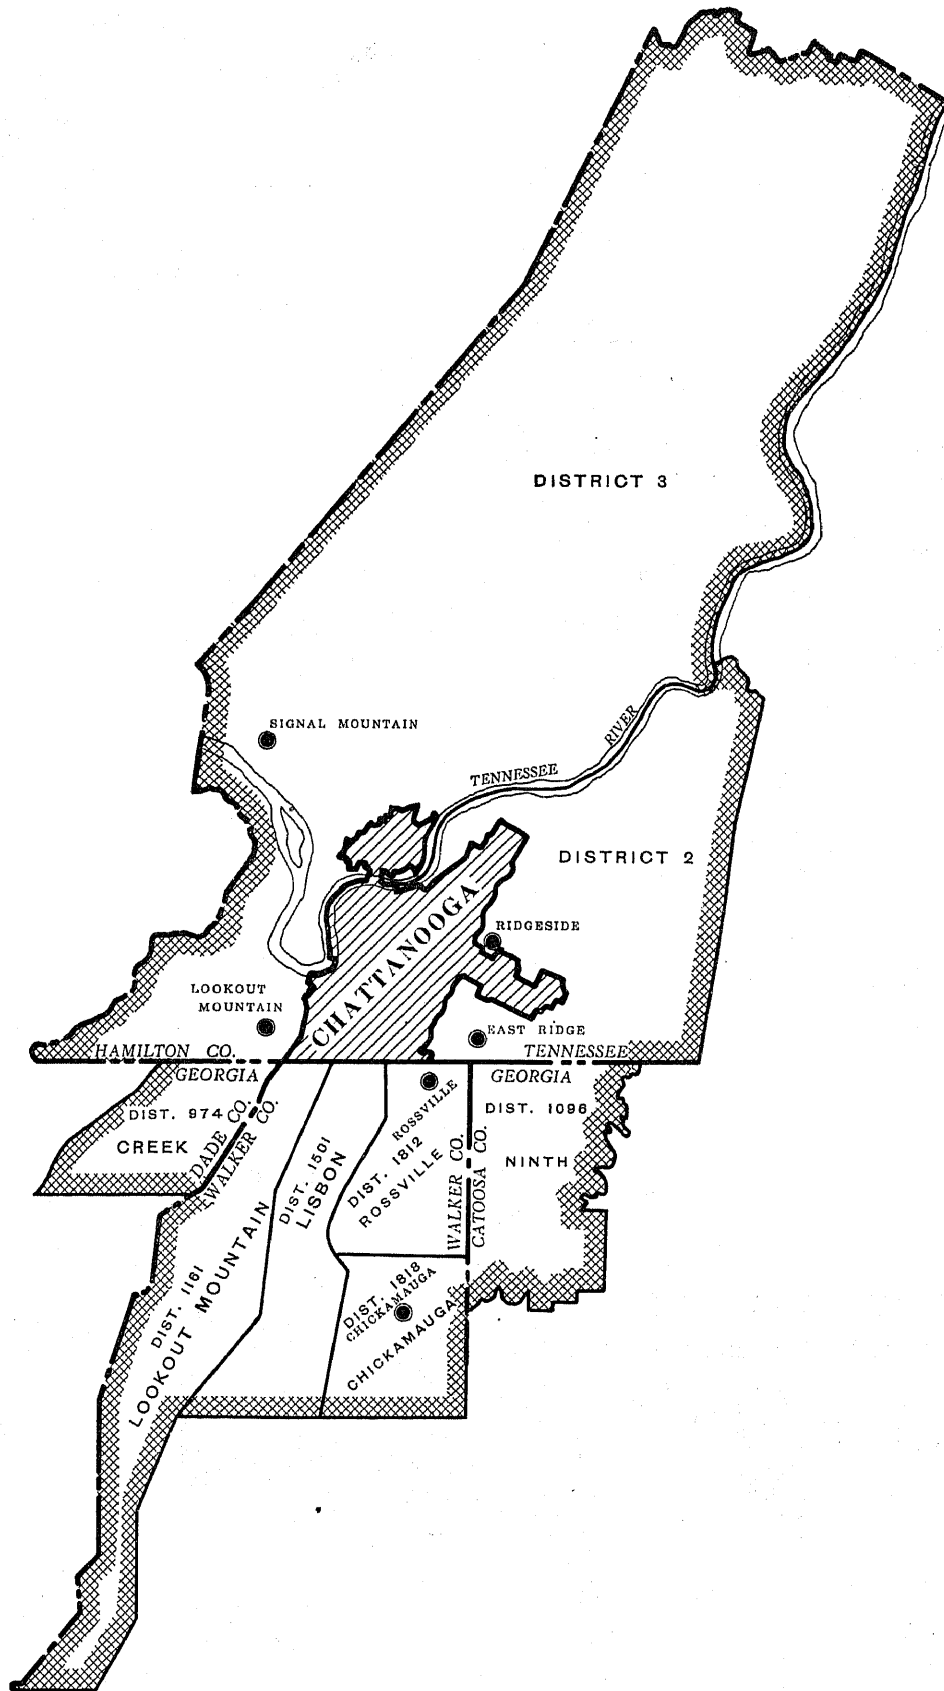 DISTRICT 3
SIGNAL MOUNTAIN
TENNESSEE RIVER
DISTRICT 2
CHATTANOOGA
RIDGESIDE
LOOKOUT
MOUNTAIN
EAST RIDGE
HAMILTON CO.
TENNESSEE
GEORGIA
GEORGIA
DIST. 974
CREEK
DADE CO.
WALKER CO.
DIST. 1501
LISBON
ROSSVILLE
DIST. 1812
ROSSVILLE
WALKER CO.
CATOOSA CO.
DIST. 1096
NINTH
DIST. 1161
LOOKOUT MOUNTAIN
DIST. 1818
CHICKAMAUGA
CHICKAMAUGA